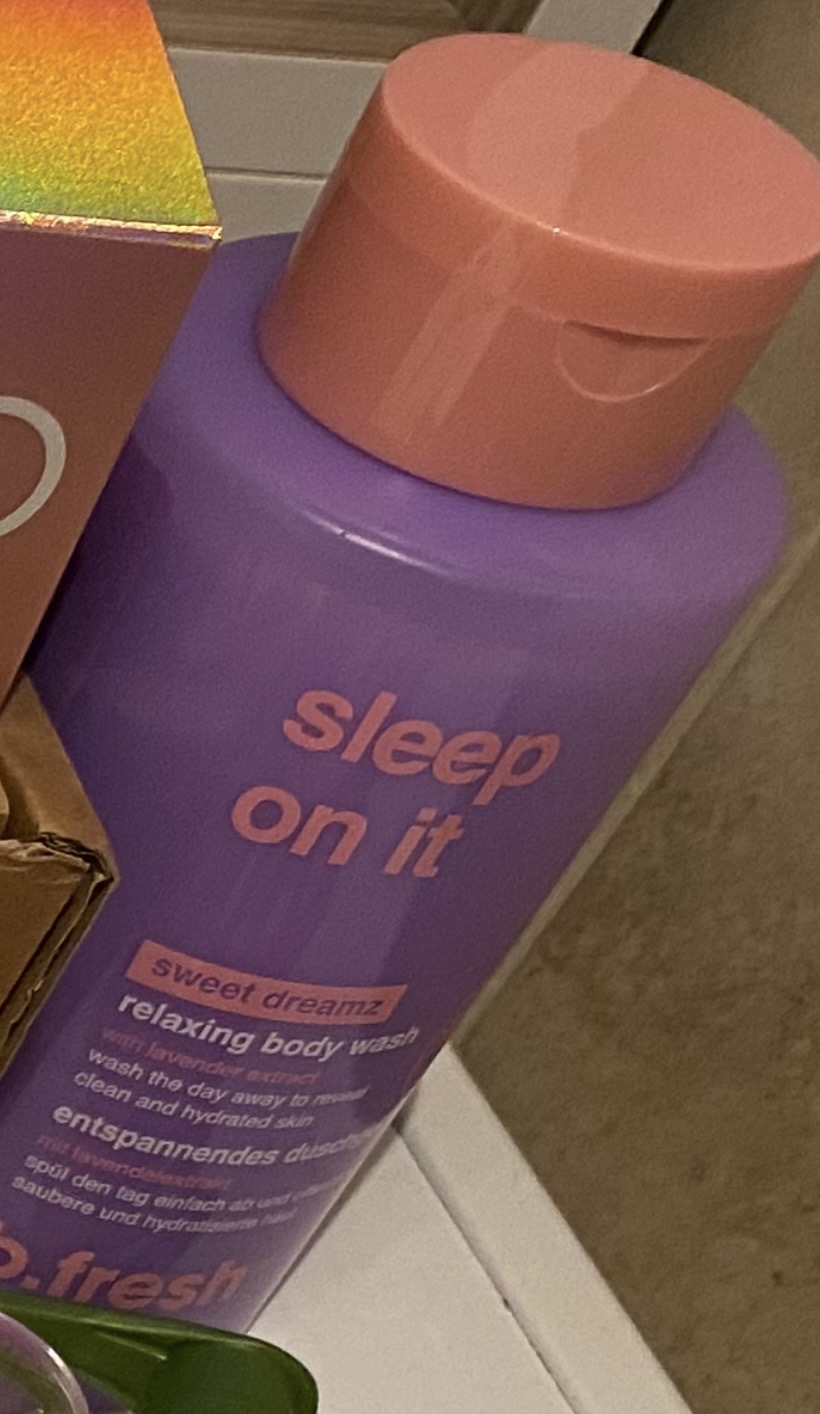 sleep
on it
sweet dreamz
relaxing body wash
with lavender extract
wash the day away to reveal
clean and hydrated skin
entspannendes
mit lavendelextrakt
spül den tag einfach ab und
saubere und hydratisierte haut
b.fresh